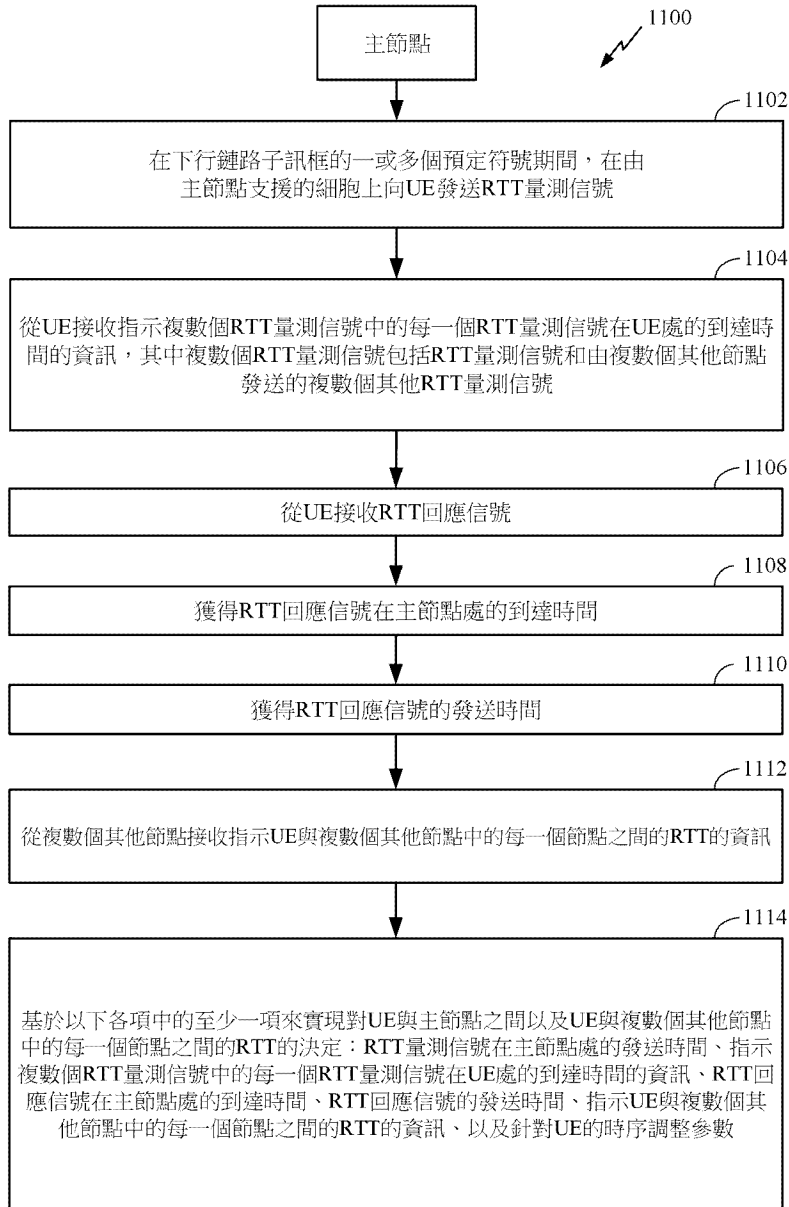 主節點
1100
1102
在下行鏈路子訊框的一或多個預定符號期間，在由
主節點支援的細胞上向UE發送RTT量測信號
1104
從UE接收指示複數個RTT量測信號中的每一個RTT量測信號在UE處的到達時
間的資訊，其中複數個RTT量測信號包括RTT量測信號和由複數個其他節點
發送的複數個其他RTT量測信號
1106
從UE接收RTT回應信號
1108
獲得RTT回應信號在主節點處的到達時間
1110
獲得RTT回應信號的發送時間
1112
從複數個其他節點接收指示UE與複數個其他節點中的每一個節點之間的RTT的資訊
1114
基於以下各項中的至少一項來實現對UE與主節點之間以及UE與複數個其他節點
中的每一個節點之間的RTT的決定：RTT量測信號在主節點處的發送時間、指示
複數個RTT量測信號中的每一個RTT量測信號在UE處的到達時間的資訊、RTT回
應信號在主節點處的到達時間、RTT回應信號的發送時間、指示UE與複數個其
他節點中的每一個節點之間的RTT的資訊、以及針對UE的時序調整參數